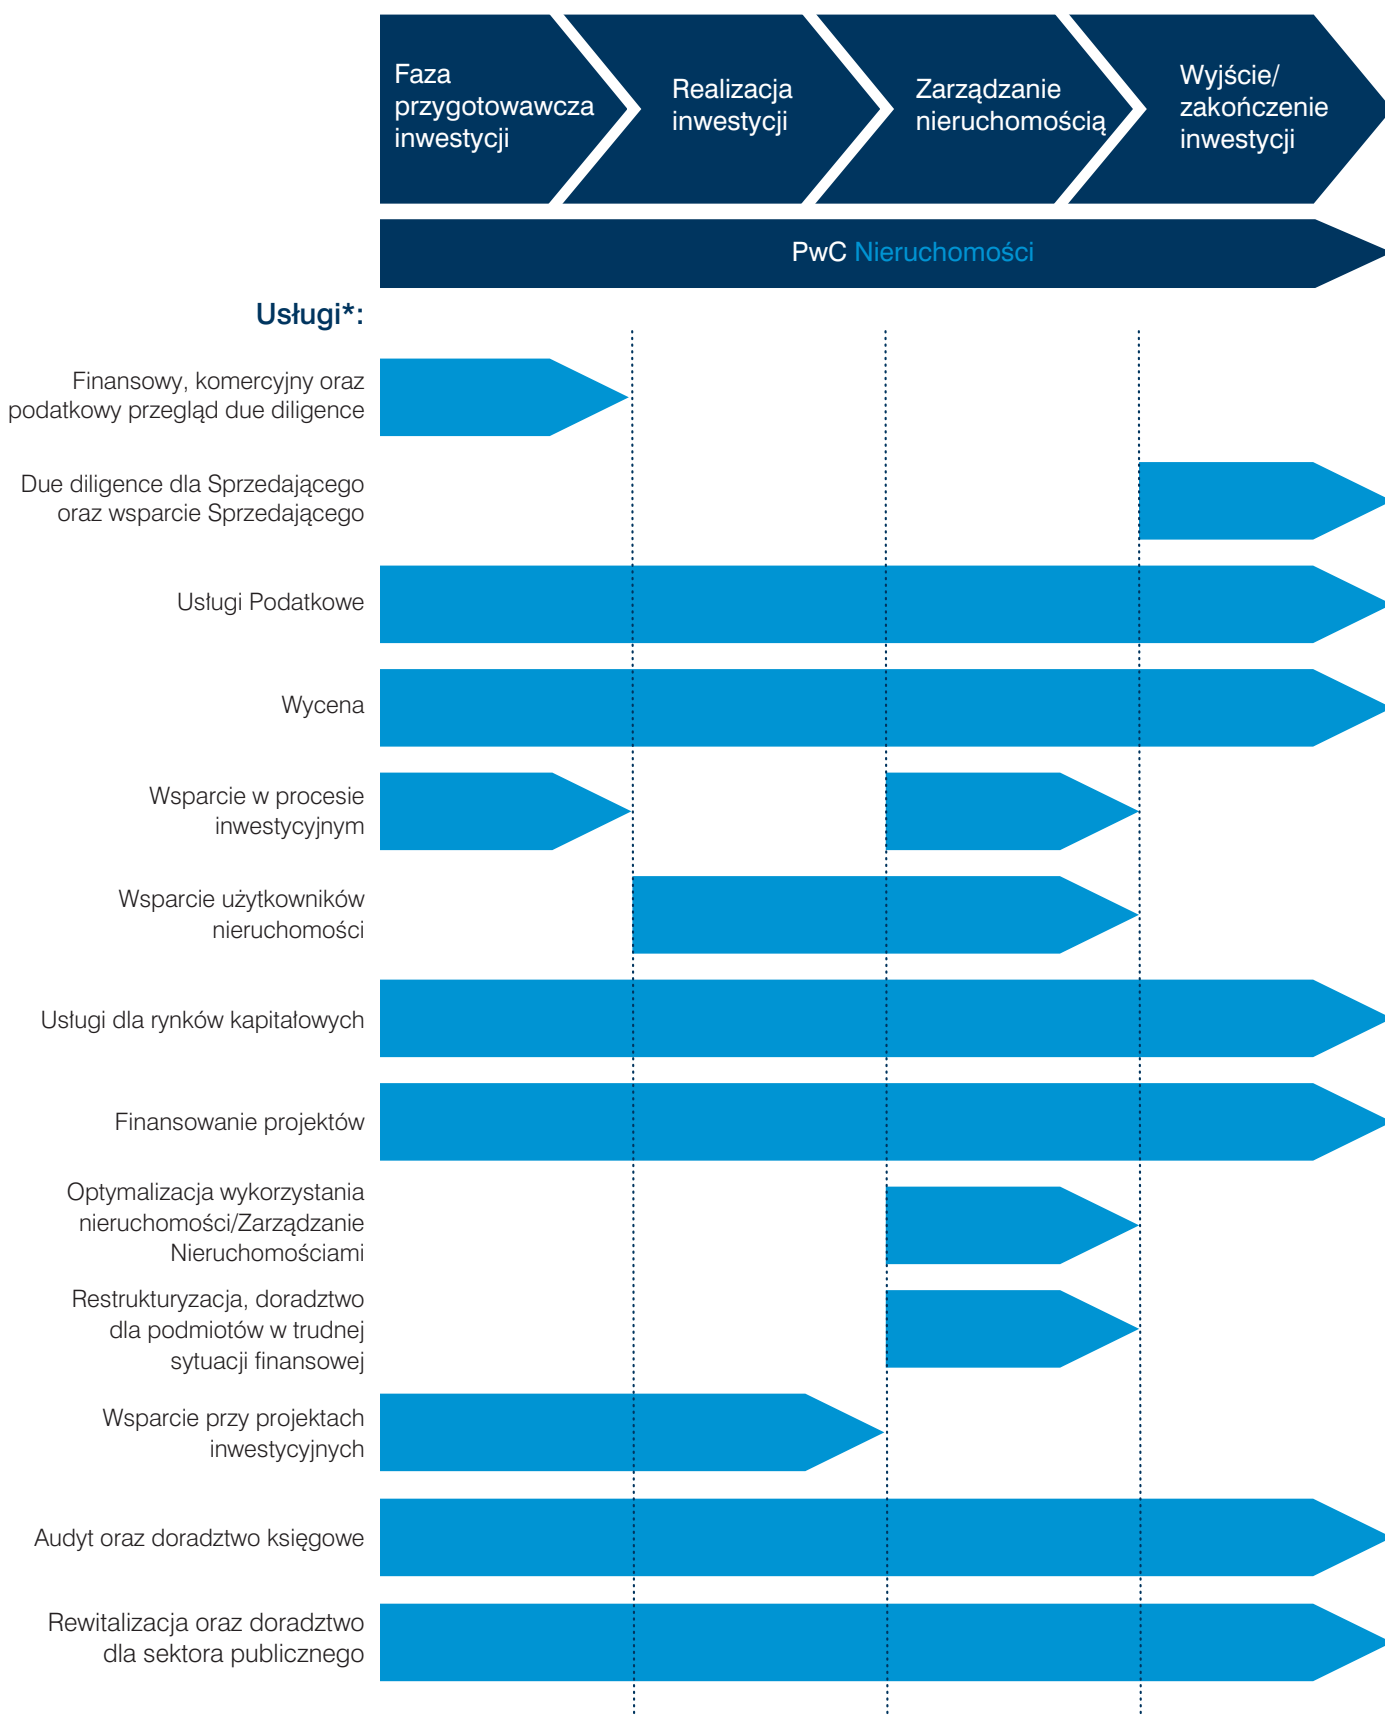 Faza
przygotowawcza
inwestycji
Realizacja
inwestycji
Zarządzanie
nieruchomością
Wyjście/
zakończenie
inwestycji
PwC Nieruchomości
Usługi*:
Finansowy, komercyjny oraz
podatkowy przegląd due diligence
Due diligence dla Sprzedającego
oraz wsparcie Sprzedającego
Usługi Podatkowe
Wycena
Wsparcie w procesie
inwestycyjnym
Wsparcie użytkowników
nieruchomości
Usługi dla rynków kapitałowych
Finansowanie projektów
Optymalizacja wykorzystania
nieruchomości/Zarządzanie
Nieruchomościami
Restrukturyzacja, doradztwo
dla podmiotów w trudnej
sytuacji finansowej
Wsparcie przy projektach
inwestycyjnych
Audyt oraz doradztwo księgowe
Rewitalizacja oraz doradztwo
dla sektora publicznego